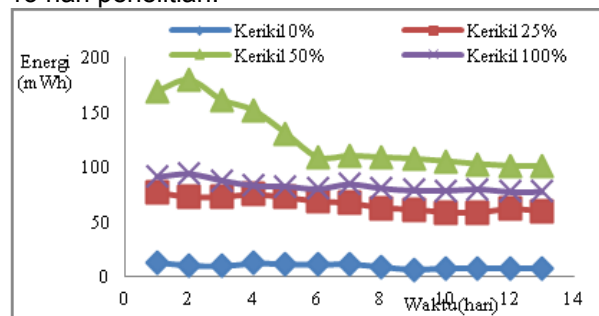 Kerikil 0% Kerikil 25%
Kerikil 50% Kerikil 100%
Energi
(mWh)
200
150
100
50
0
0 2 4 6 8 10 12 14
Waktu(hari)